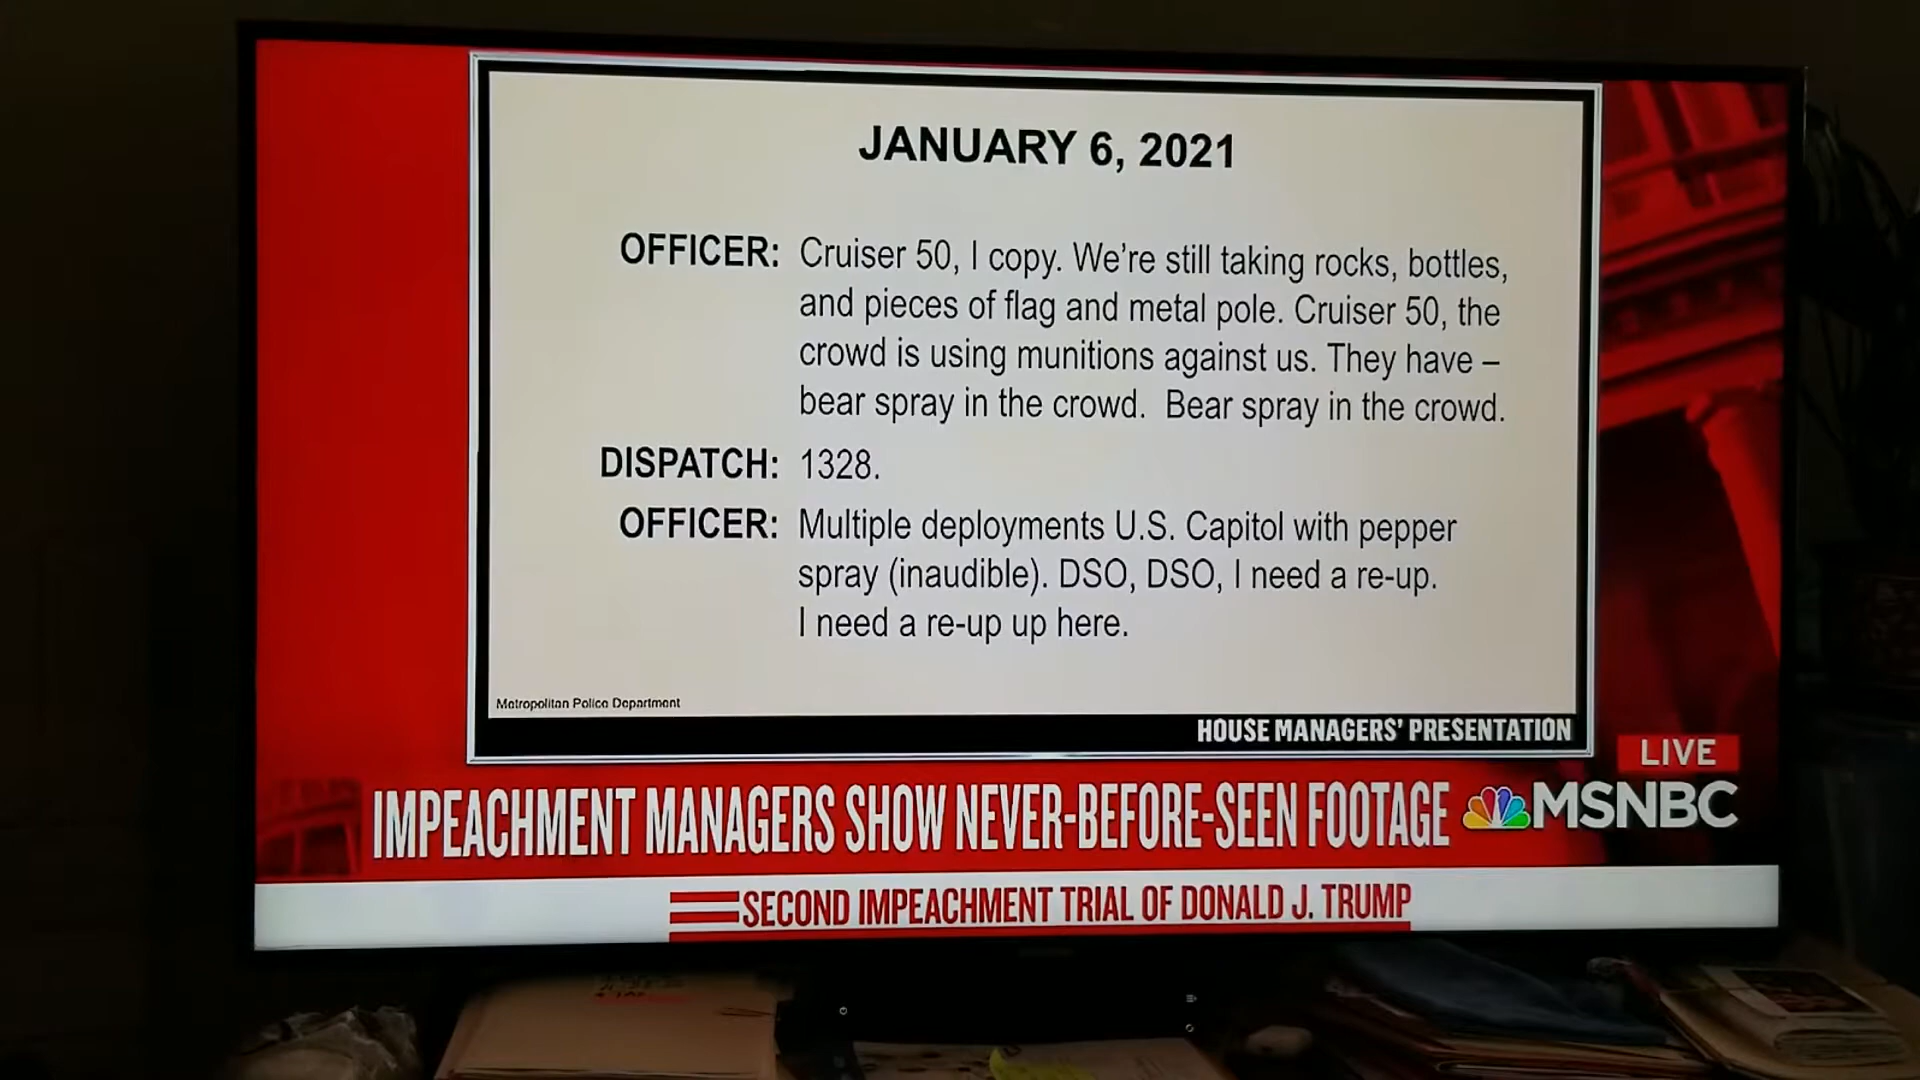 JANUARY 6, 2021
OFFICER: Cruiser 50, I copy. We're still taking rocks, bottles,
and pieces of flag and metal pole. Cruiser 50, the
crowd is using munitions against us. They have –
bear spray in the crowd. Bear spray in the crowd.
DISPATCH: 1328.
OFFICER: Multiple deployments U.S. Capitol with pepper
spray (inaudible). DSO, DSO, I need a re-up.
I need a re-up up here.
Metropolitan Police Department
HOUSE MANAGERS' PRESENTATION
LIVE
IMPEACHMENT MANAGERS SHOW NEVER-BEFORE-SEEN FOOTAGE
MSNBC
SECOND IMPEACHMENT TRIAL OF DONALD J. TRUMP